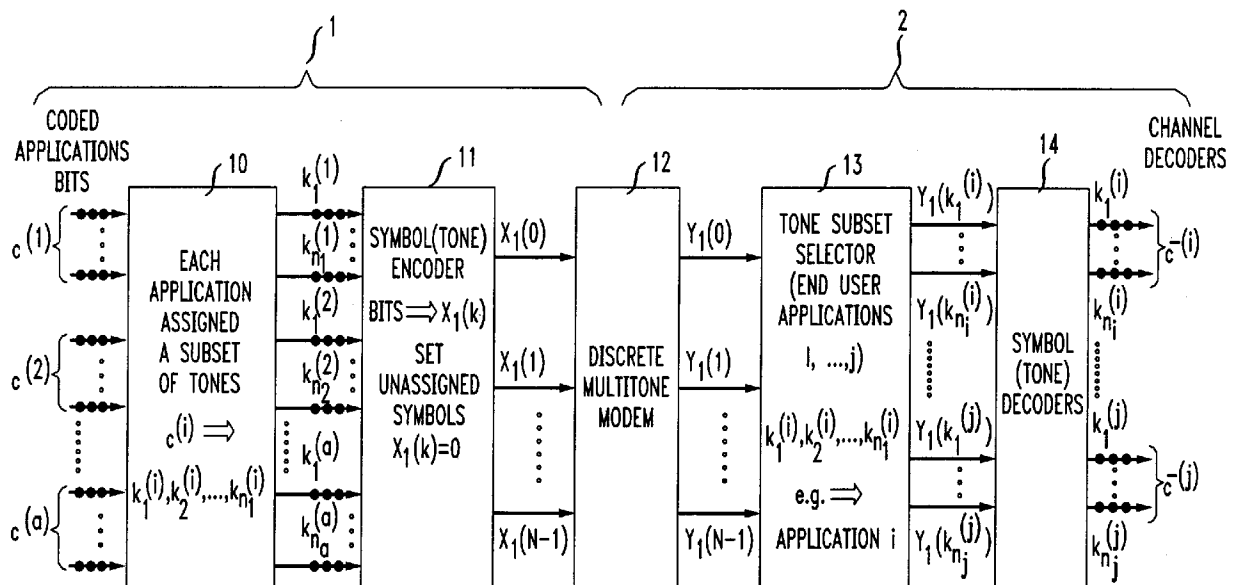 1
2
CODED
APPLICATIONS
BITS
c(1)
c(2)
c(a)
10
EACH
APPLICATION
ASSIGNED
A SUBSET
OF TONES
c(i) ⇒
k₁(i),k₂(i),...,kn₁(i)
k₁(1)
kn₁(1)
k₁(2)
kn₂(2)
k₁(a)
knₐ(a)
11
SYMBOL(TONE)
ENCODER
BITS⇒X₁(k)
SET
UNASSIGNED
SYMBOLS
X₁(k)=0
X₁(0)
X₁(1)
X₁(N-1)
12
DISCRETE
MULTITONE
MODEM
Y₁(0)
Y₁(1)
Y₁(N-1)
13
TONE SUBSET
SELECTOR
(END USER
APPLICATIONS
I, ...,j)
k₁(i),k₂(i),...,kn₁(i)
e.g. ⇒
APPLICATION i
Y₁(k₁(i))
Y₁(knᵢ(i))
Y₁(k₁(j))
Y₁(knⱼ(j))
14
SYMBOL
(TONE)
DECODERS
k₁(i)
knᵢ(i)
k₁(j)
knⱼ(j)
CHANNEL
DECODERS
c-(i)
c-(j)